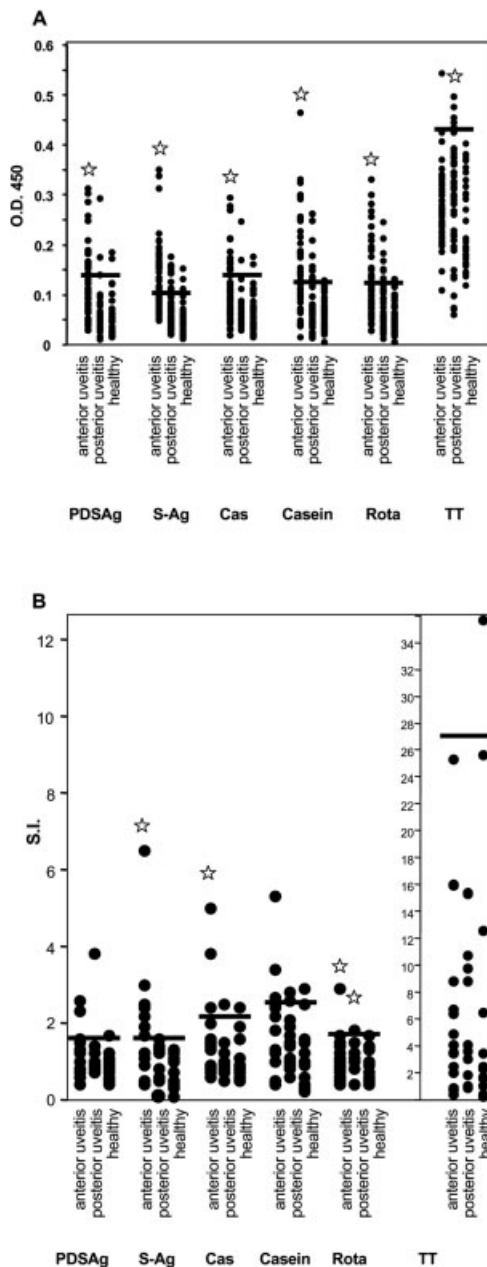 A
0.6
0.5
0.4
0.3
0.2
0.1
0
O.D. 450
anterior uveitis
posterior uveitis
healthy
anterior uveitis
posterior uveitis
healthy
anterior uveitis
posterior uveitis
healthy
anterior uveitis
posterior uveitis
healthy
anterior uveitis
posterior uveitis
healthy
anterior uveitis
posterior uveitis
healthy
PDSAg S-Ag Cas Casein Rota TT
B
12
10
8
6
4
2
0
S.I.
34
32
30
28
26
24
22
20
18
16
14
12
10
8
6
4
2
anterior uveitis
posterior uveitis
healthy
anterior uveitis
posterior uveitis
healthy
anterior uveitis
posterior uveitis
healthy
anterior uveitis
posterior uveitis
healthy
anterior uveitis
posterior uveitis
healthy
anterior uveitis
posterior uveitis
healthy
PDSAg S-Ag Cas Casein Rota TT